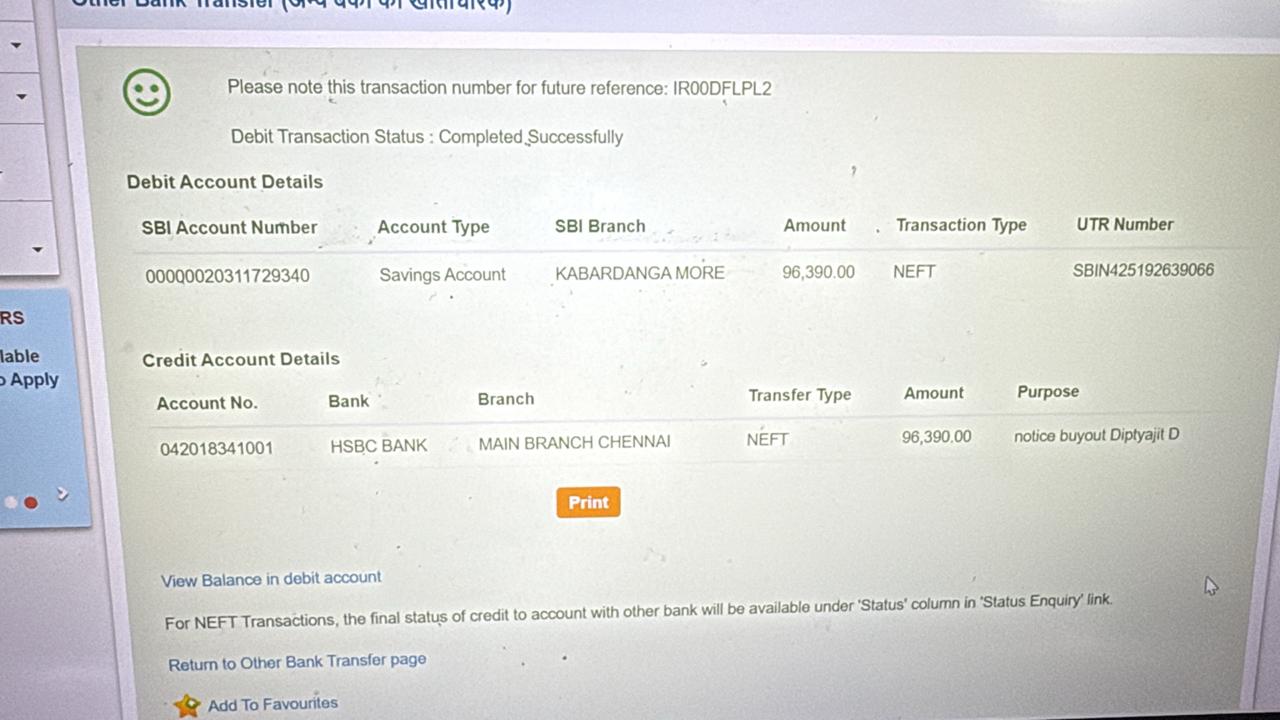 Other Bank Transfer (अन्य बैंकों को खाताधारक)
Please note this transaction number for future reference: IR00DFLPL2
Debit Transaction Status : Completed Successfully
Debit Account Details
SBI Account Number Account Type SBI Branch Amount Transaction Type UTR Number
00000020311729340 Savings Account KABARDANGA MORE 96,390.00 NEFT SBIN425192639066
RS
lable
o Apply
Credit Account Details
Account No. Bank Branch Transfer Type Amount Purpose
042018341001 HSBC BANK MAIN BRANCH CHENNAI NEFT 96,390.00 notice buyout Diptyajit D
Print
View Balance in debit account
For NEFT Transactions, the final status of credit to account with other bank will be available under 'Status' column in 'Status Enquiry' link.
Return to Other Bank Transfer page
Add To Favourites